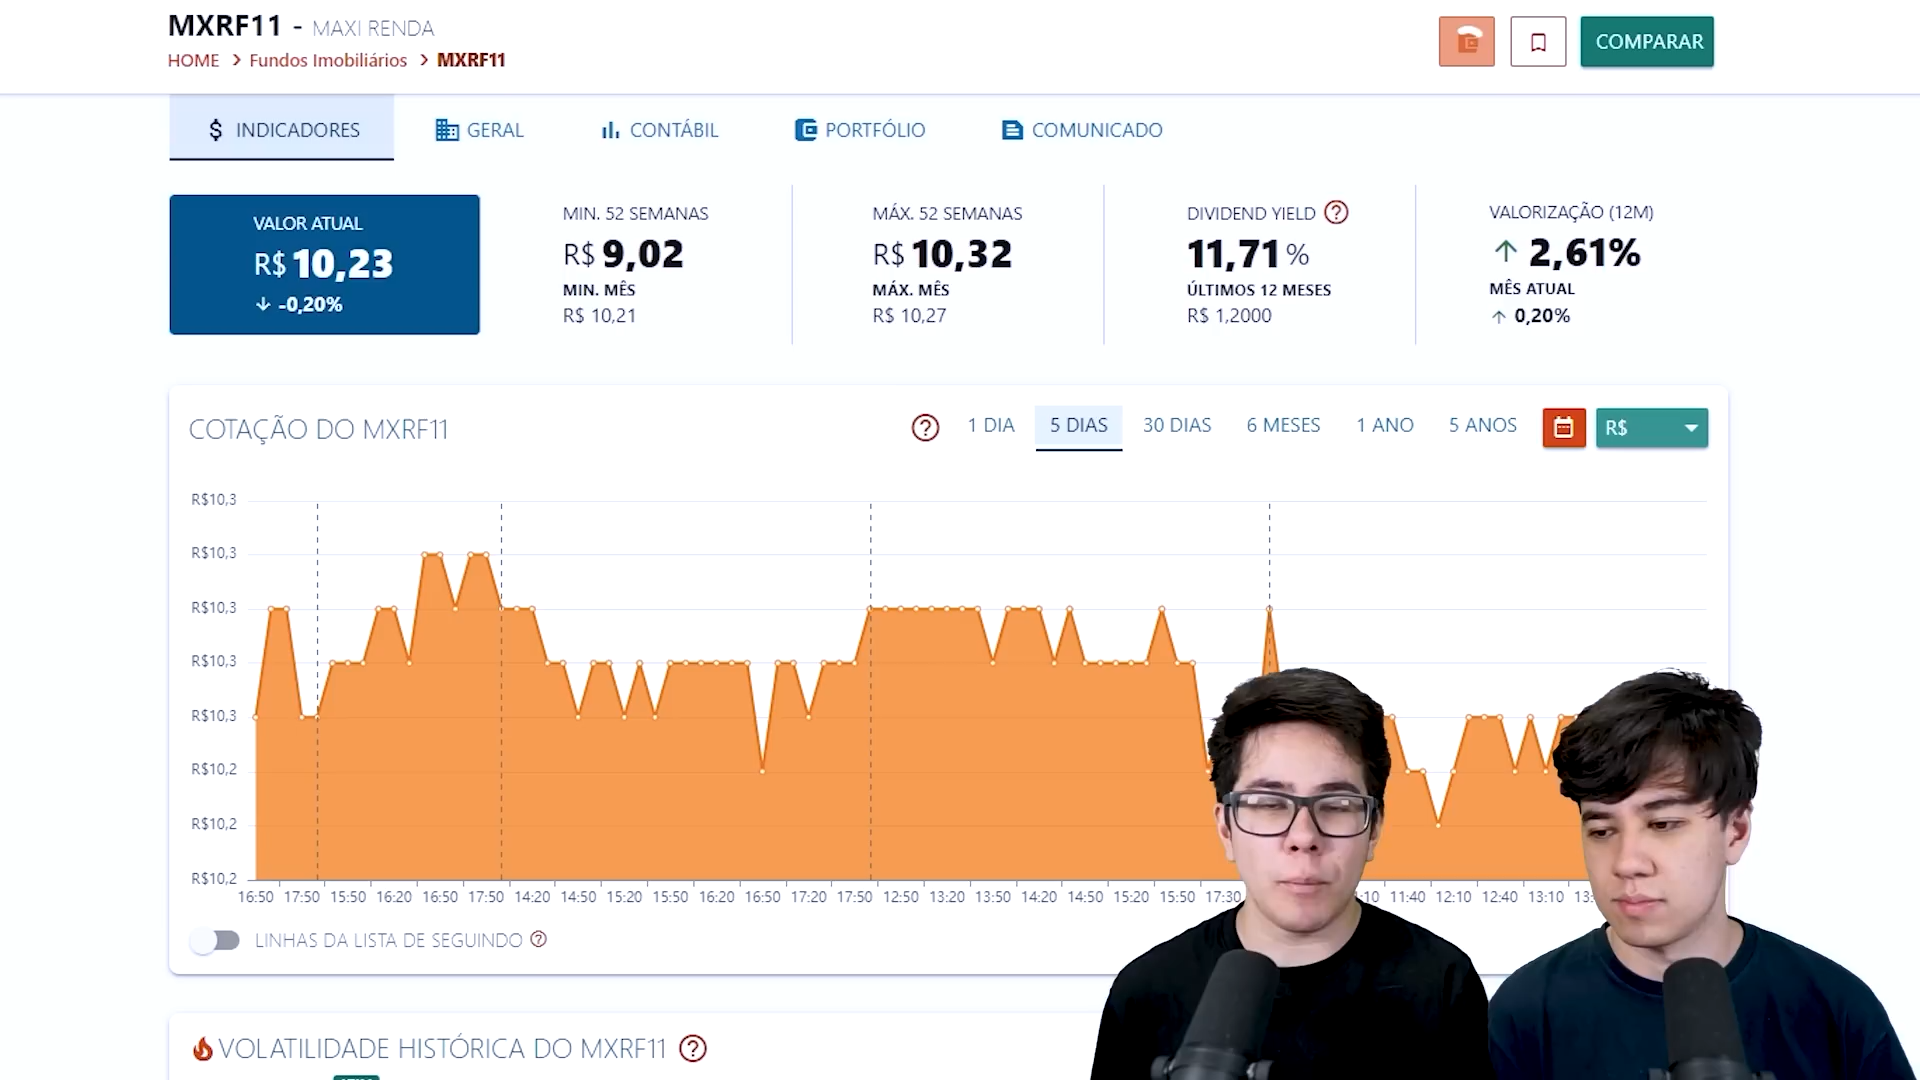 MXRF11 - MAXI RENDA
HOME > Fundos Imobiliários > MXRF11
COMPARAR
INDICADORES
GERAL
CONTÁBIL
PORTFÓLIO
COMUNICADO
VALOR ATUAL
R$ 10,23
-0,20%
MIN. 52 SEMANAS
R$ 9,02
MIN. MÊS
R$ 10,21
MÁX. 52 SEMANAS
R$ 10,32
MÁX. MÊS
R$ 10,27
DIVIDEND YIELD ?
11,71 %
ÚLTIMOS 12 MESES
R$ 1,2000
VALORIZAÇÃO (12M)
2,61%
MÊS ATUAL
0,20%
COTAÇÃO DO MXRF11
? 1 DIA 5 DIAS 30 DIAS 6 MESES 1 ANO 5 ANOS R$
R$10,3
R$10,3
R$10,3
R$10,3
R$10,3
R$10,2
R$10,2
R$10,2
16:50 17:50 15:50 16:20 16:50 17:50 14:20 14:50 15:20 15:50 16:20 16:50 17:20 17:50 12:50 13:20 13:50 14:20 14:50 15:20 15:50 17:30 11:40 12:10 12:40 13:10
LINHAS DA LISTA DE SEGUINDO ?
VOLATILIDADE HISTÓRICA DO MXRF11 ?